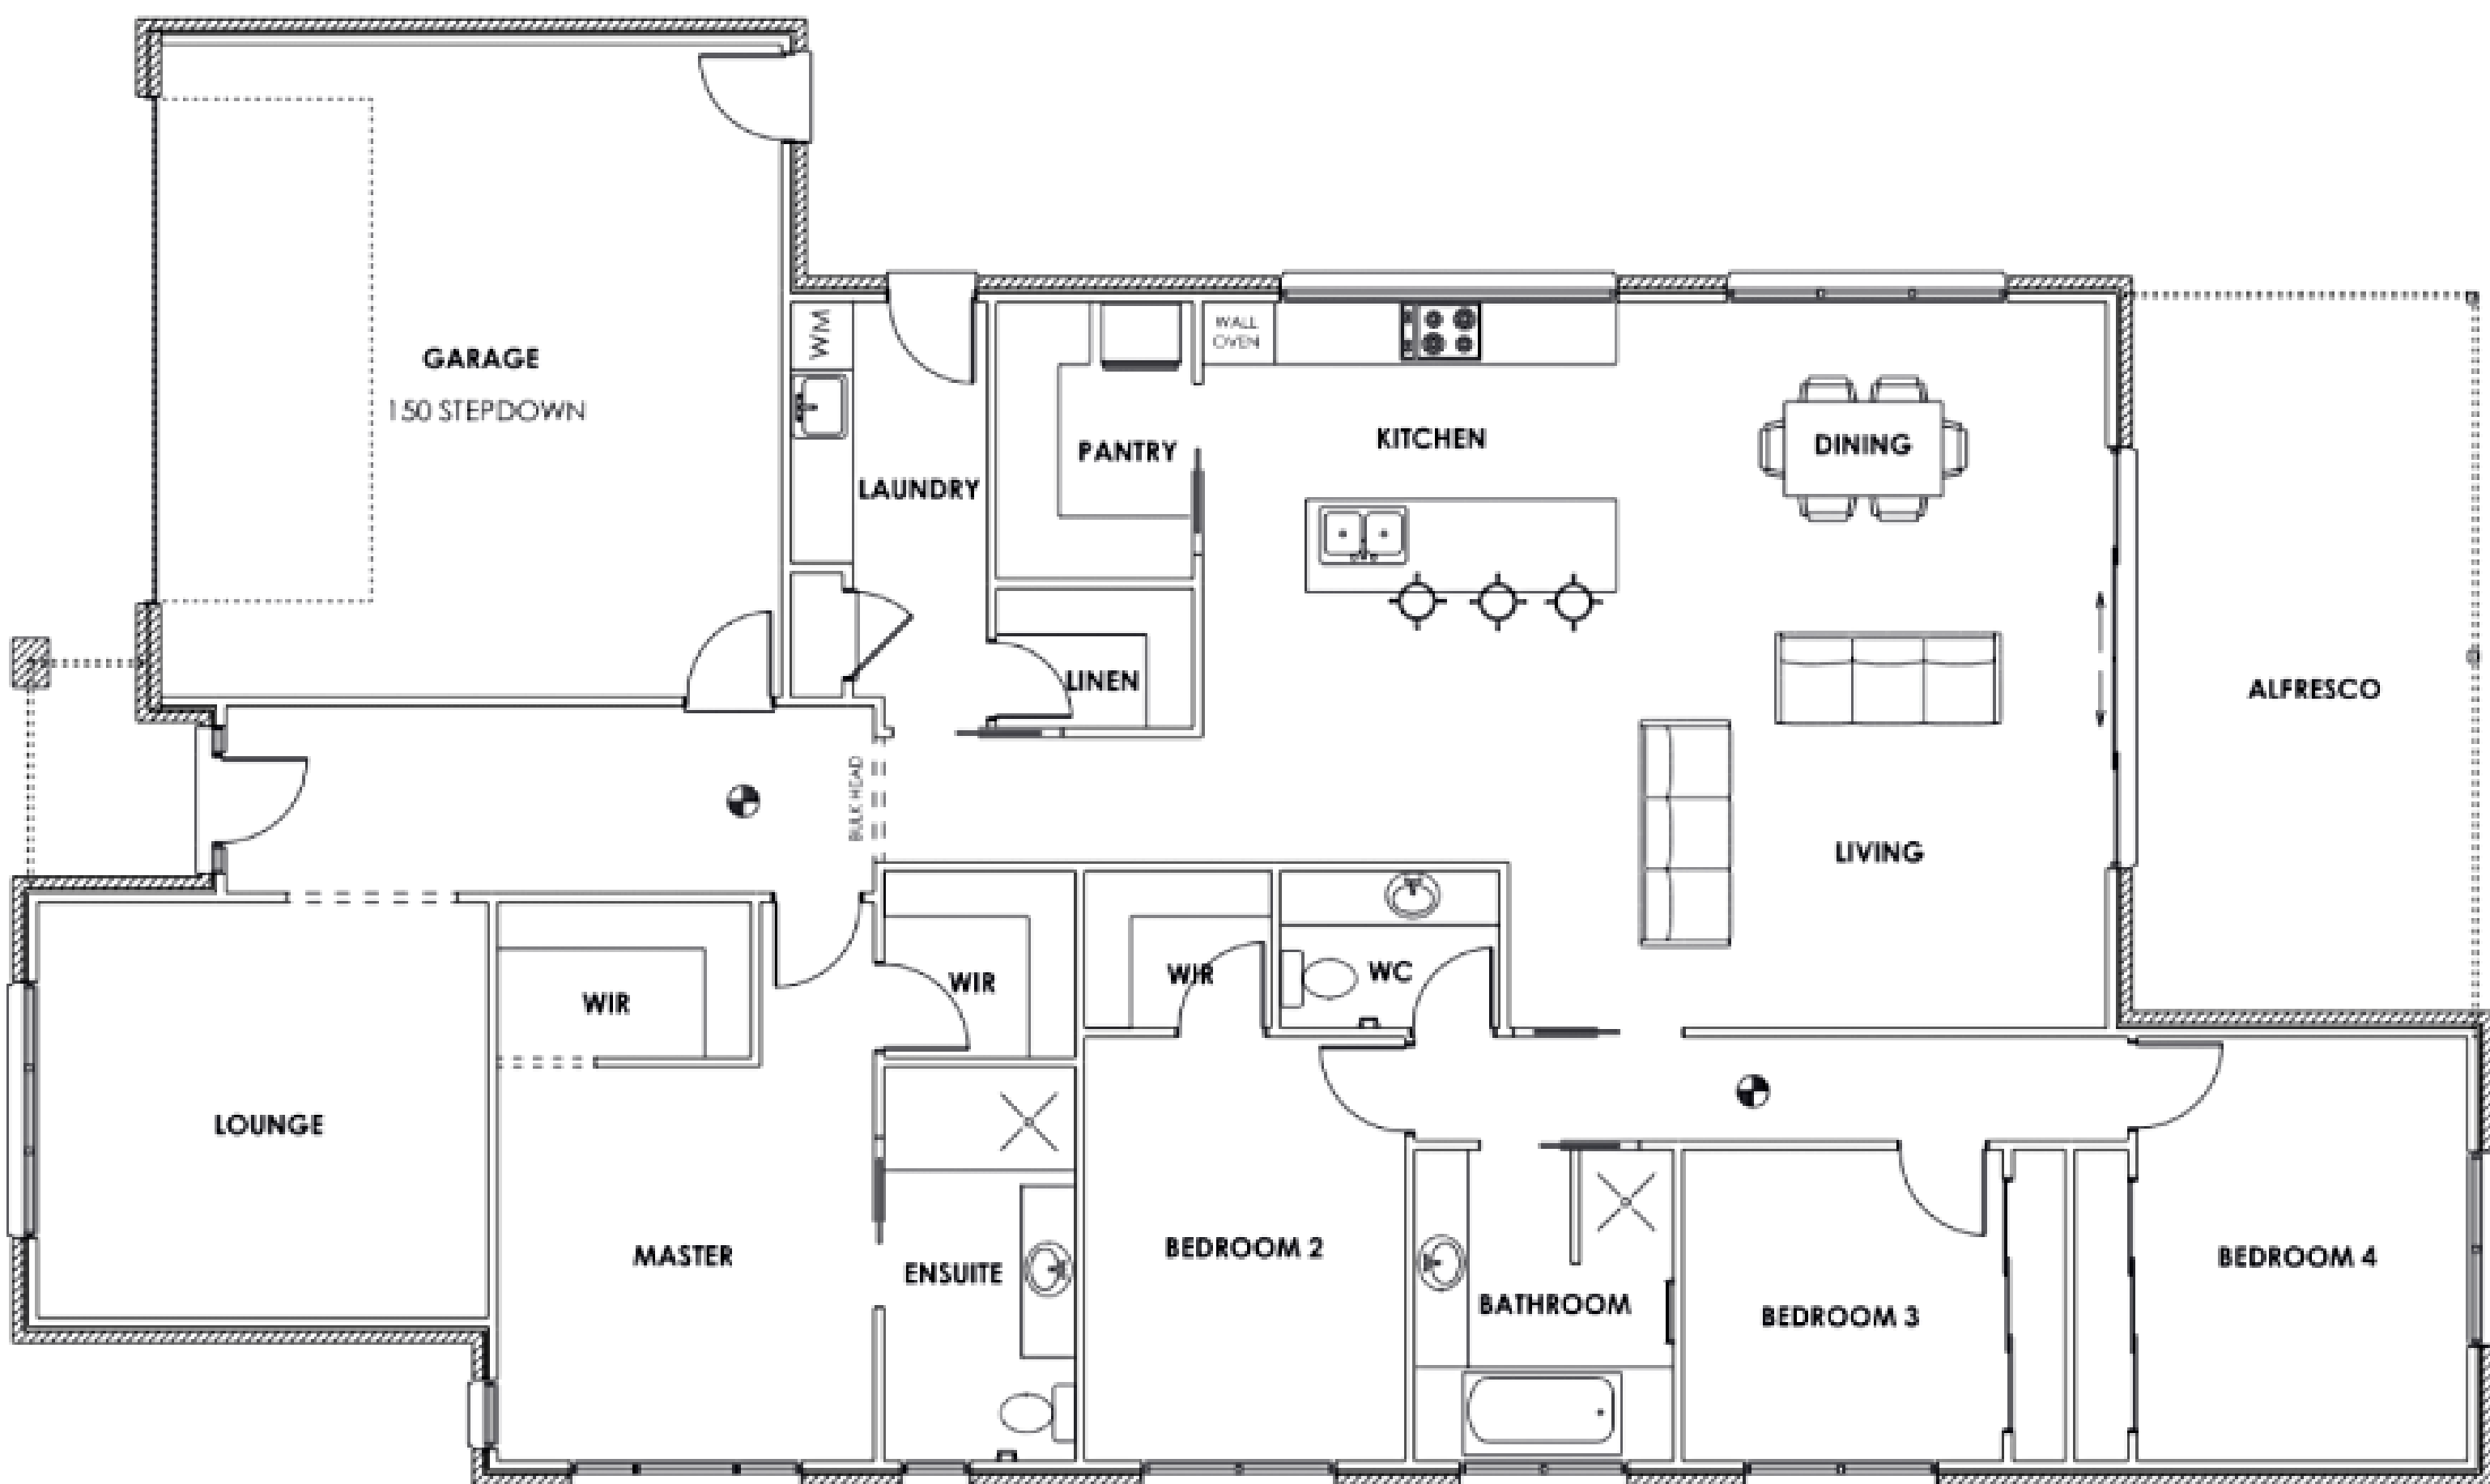 GARAGE
150 STEPDOWN
WM
LAUNDRY
PANTRY
WALL
OVEN
KITCHEN
DINING
LINEN
ALFRESCO
BULK HEAD
LIVING
WIR
WIR
WIR
WC
LOUNGE
MASTER
ENSUITE
BEDROOM 2
BATHROOM
BEDROOM 3
BEDROOM 4